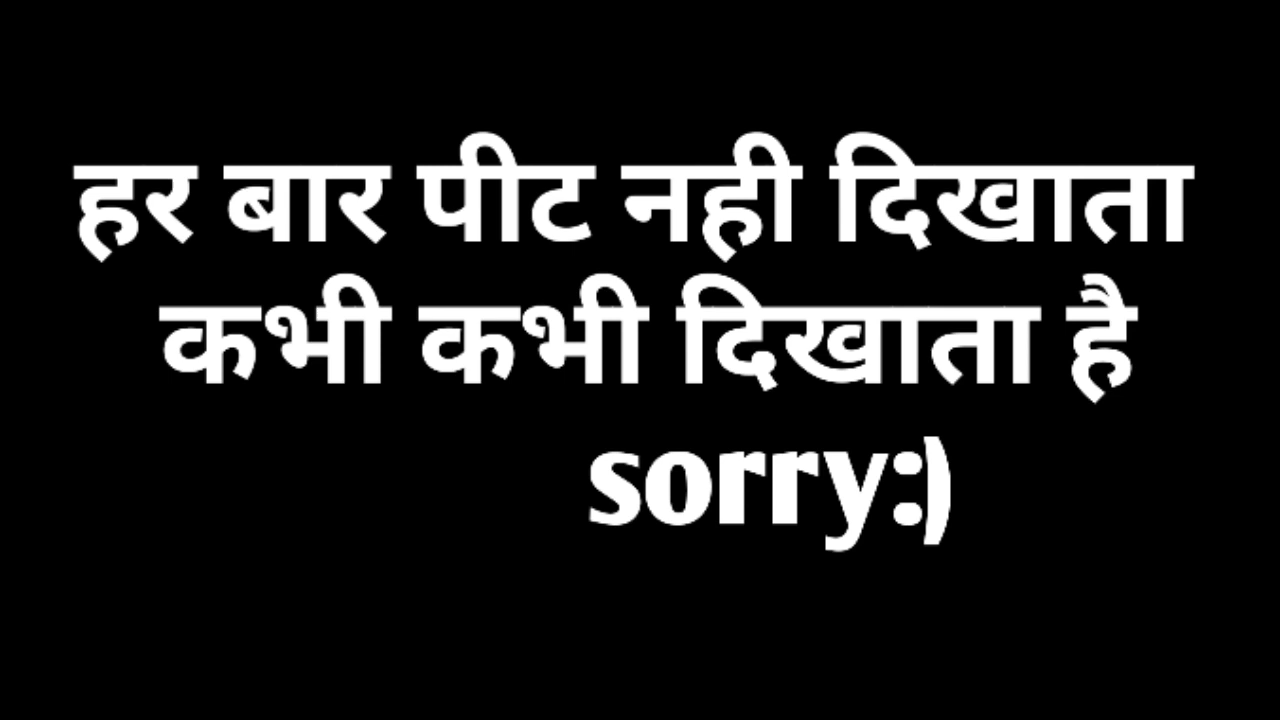 हर बार पीट नही दिखाता
कभी कभी दिखाता है
sorry:)